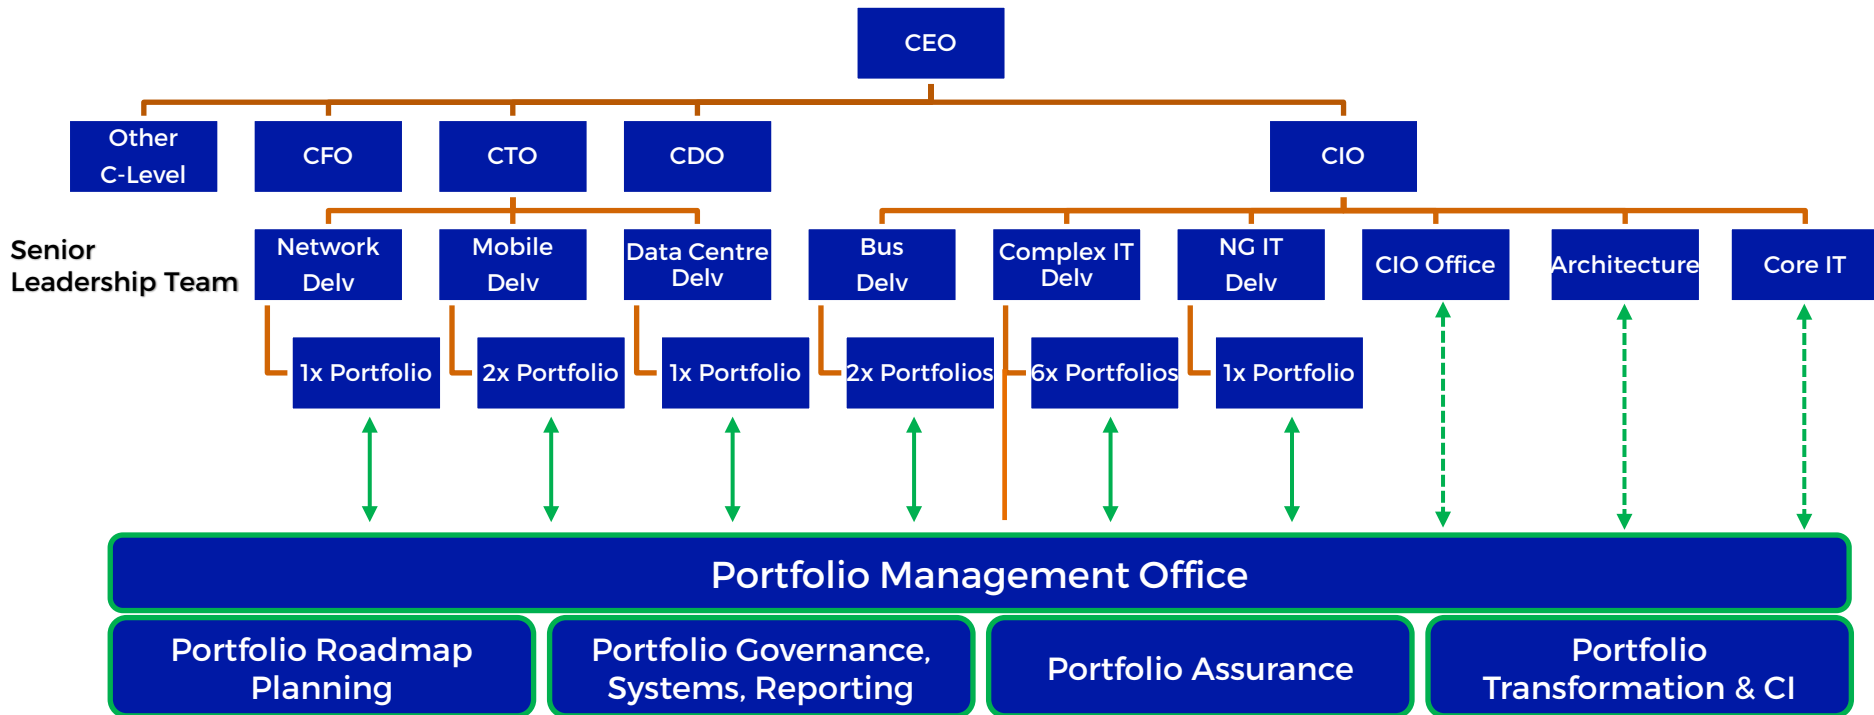 CEO
Other
C-Level
CFO
CTO
CDO
CIO
Senior
Leadership Team
Network
Delv
Mobile
Delv
Data Centre
Delv
Bus
Delv
Complex IT
Delv
NG IT
Delv
CIO Office
Architecture
Core IT
1x Portfolio
2x Portfolio
1x Portfolio
2x Portfolios
6x Portfolios
1x Portfolio
Portfolio Management Office
Portfolio Roadmap
Planning
Portfolio Governance,
Systems, Reporting
Portfolio Assurance
Portfolio
Transformation & CI